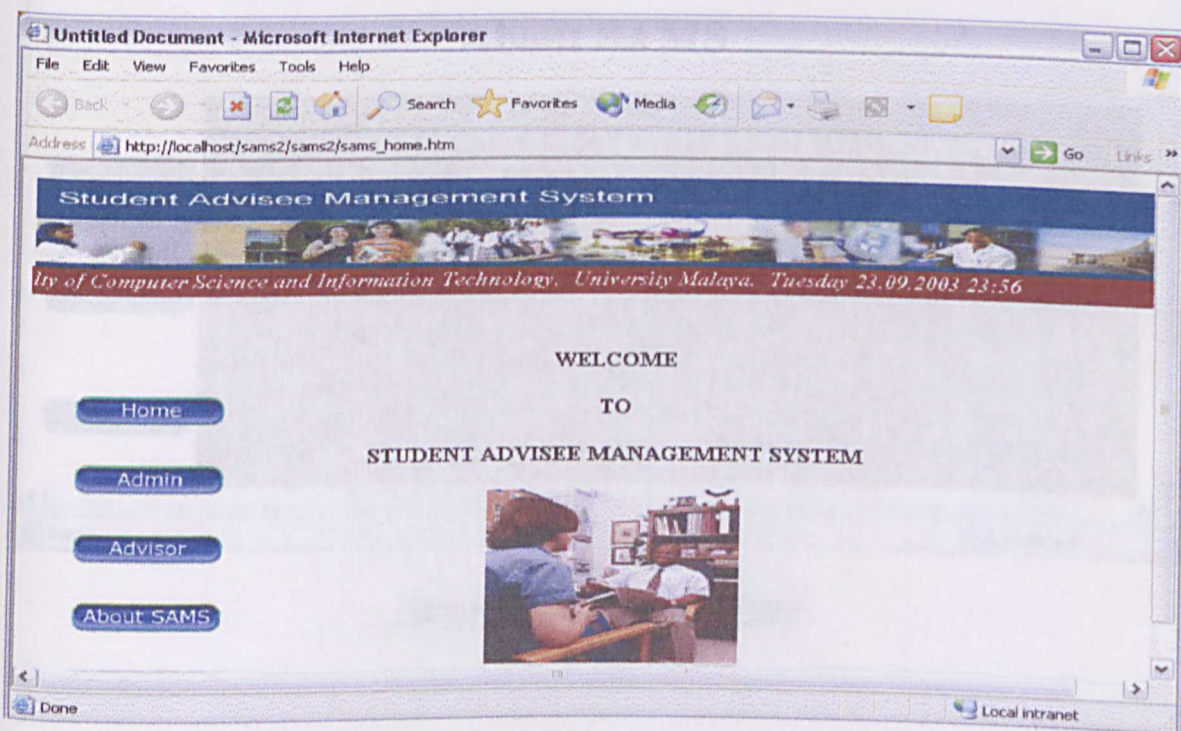 Untitled Document - Microsoft Internet Explorer
File Edit View Favorites Tools Help
Back Search Favorites Media
Address http://localhost/sams2/sams2/sams_home.htm Go Links »
Student Advisee Management System
lty of Computer Science and Information Technology, University Malaya. Tuesday 23.09.2003 23:56
WELCOME
Home
TO
STUDENT ADVISEE MANAGEMENT SYSTEM
Admin
Advisor
About SAMS
Done Local intranet